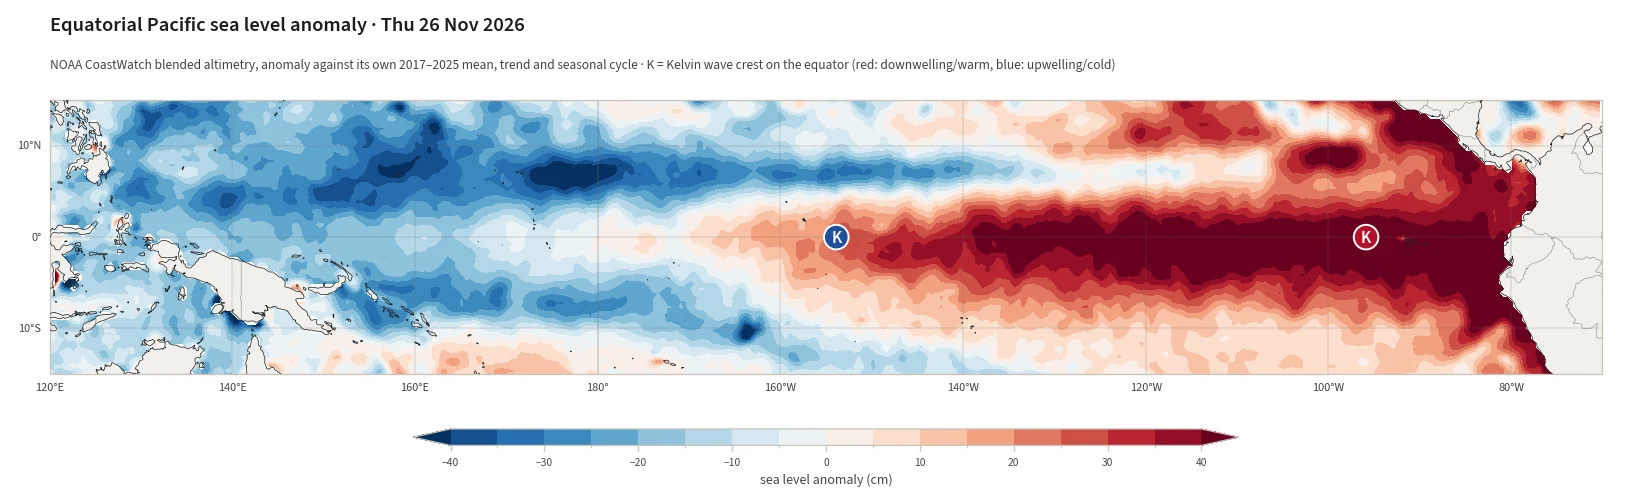 Equatorial Pacific sea level anomaly · Thu 26 Nov 2026
NOAA CoastWatch blended altimetry, anomaly against its own 2017–2025 mean, trend and seasonal cycle · K = Kelvin wave crest on the equator (red: downwelling/warm, blue: upwelling/cold)
10°N
0°
K K
10°S
120°E 140°E 160°E 180° 160°W 140°W 120°W 100°W 80°W
−40 −30 −20 −10 0 10 20 30 40
sea level anomaly (cm)